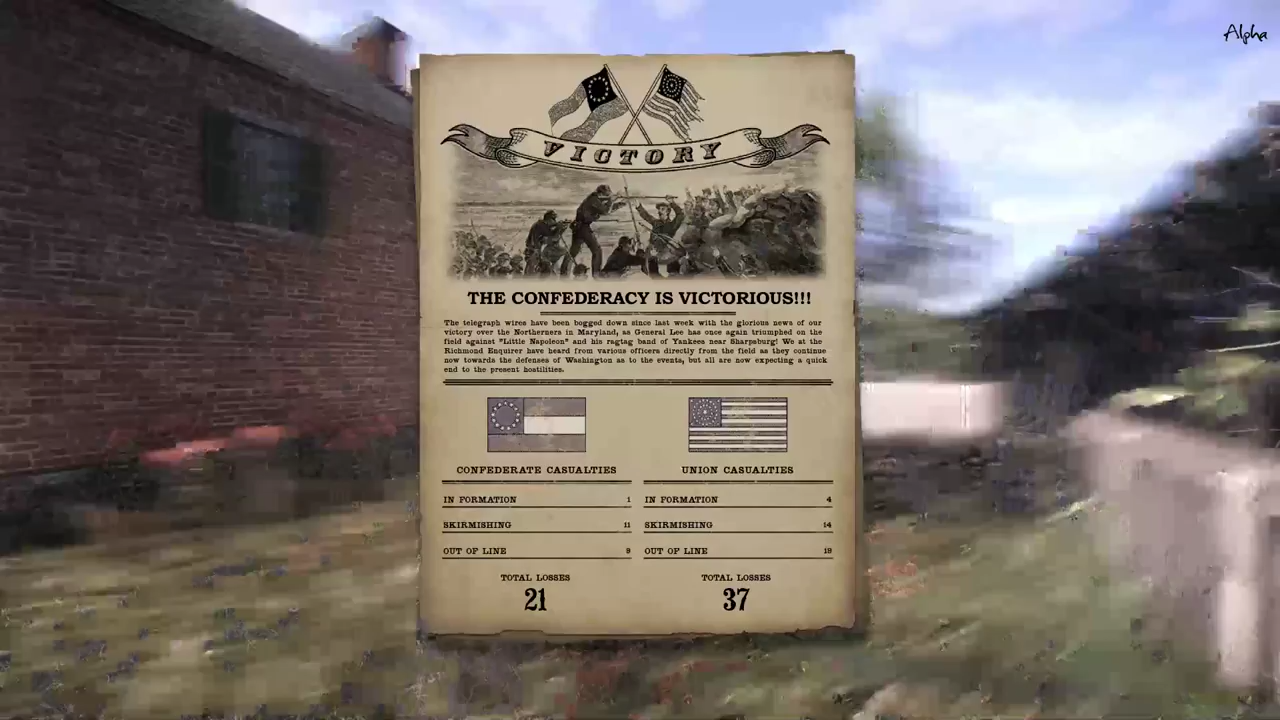 Alpha
VICTORY
THE CONFEDERACY IS VICTORIOUS!!!
The telegraph wires have been bogged down since last week with the glorious news of our
victory over the Northerners in Maryland, as General Lee has once again triumphed on the
field against "Little Napoleon" and his ragtag band of Yankees near Sharpsburg! We at the
Richmond Enquirer have heard from various officers directly from the field as they continue
now towards the defenses of Washington as to the events, but all are now expecting a quick
end to the present hostilities.
CONFEDERATE CASUALTIES UNION CASUALTIES
IN FORMATION 1 IN FORMATION 4
SKIRMISHING 11 SKIRMISHING 14
OUT OF LINE 9 OUT OF LINE 19
TOTAL LOSSES TOTAL LOSSES
21 37